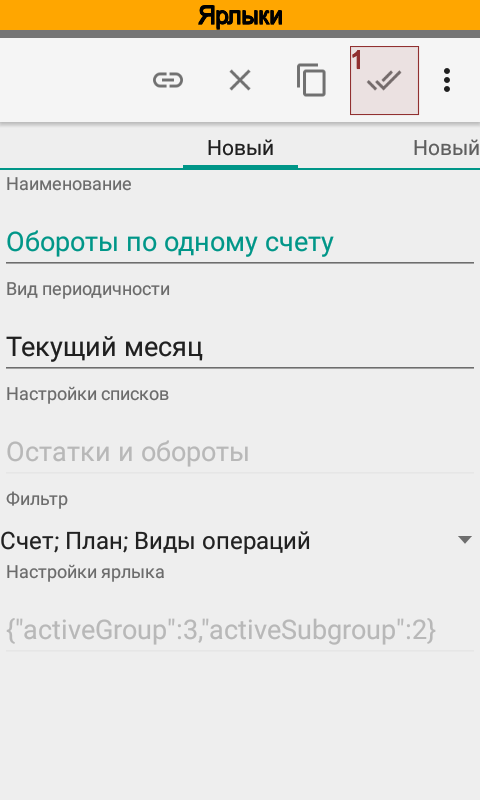 Ярлыки
1
Новый
Новый
Наименование
Обороты по одному счету
Вид периодичности
Текущий месяц
Настройки списков
Остатки и обороты
Фильтр
Счет; План; Виды операций
Настройки ярлыка
{"activeGroup":3,"activeSubgroup":2}